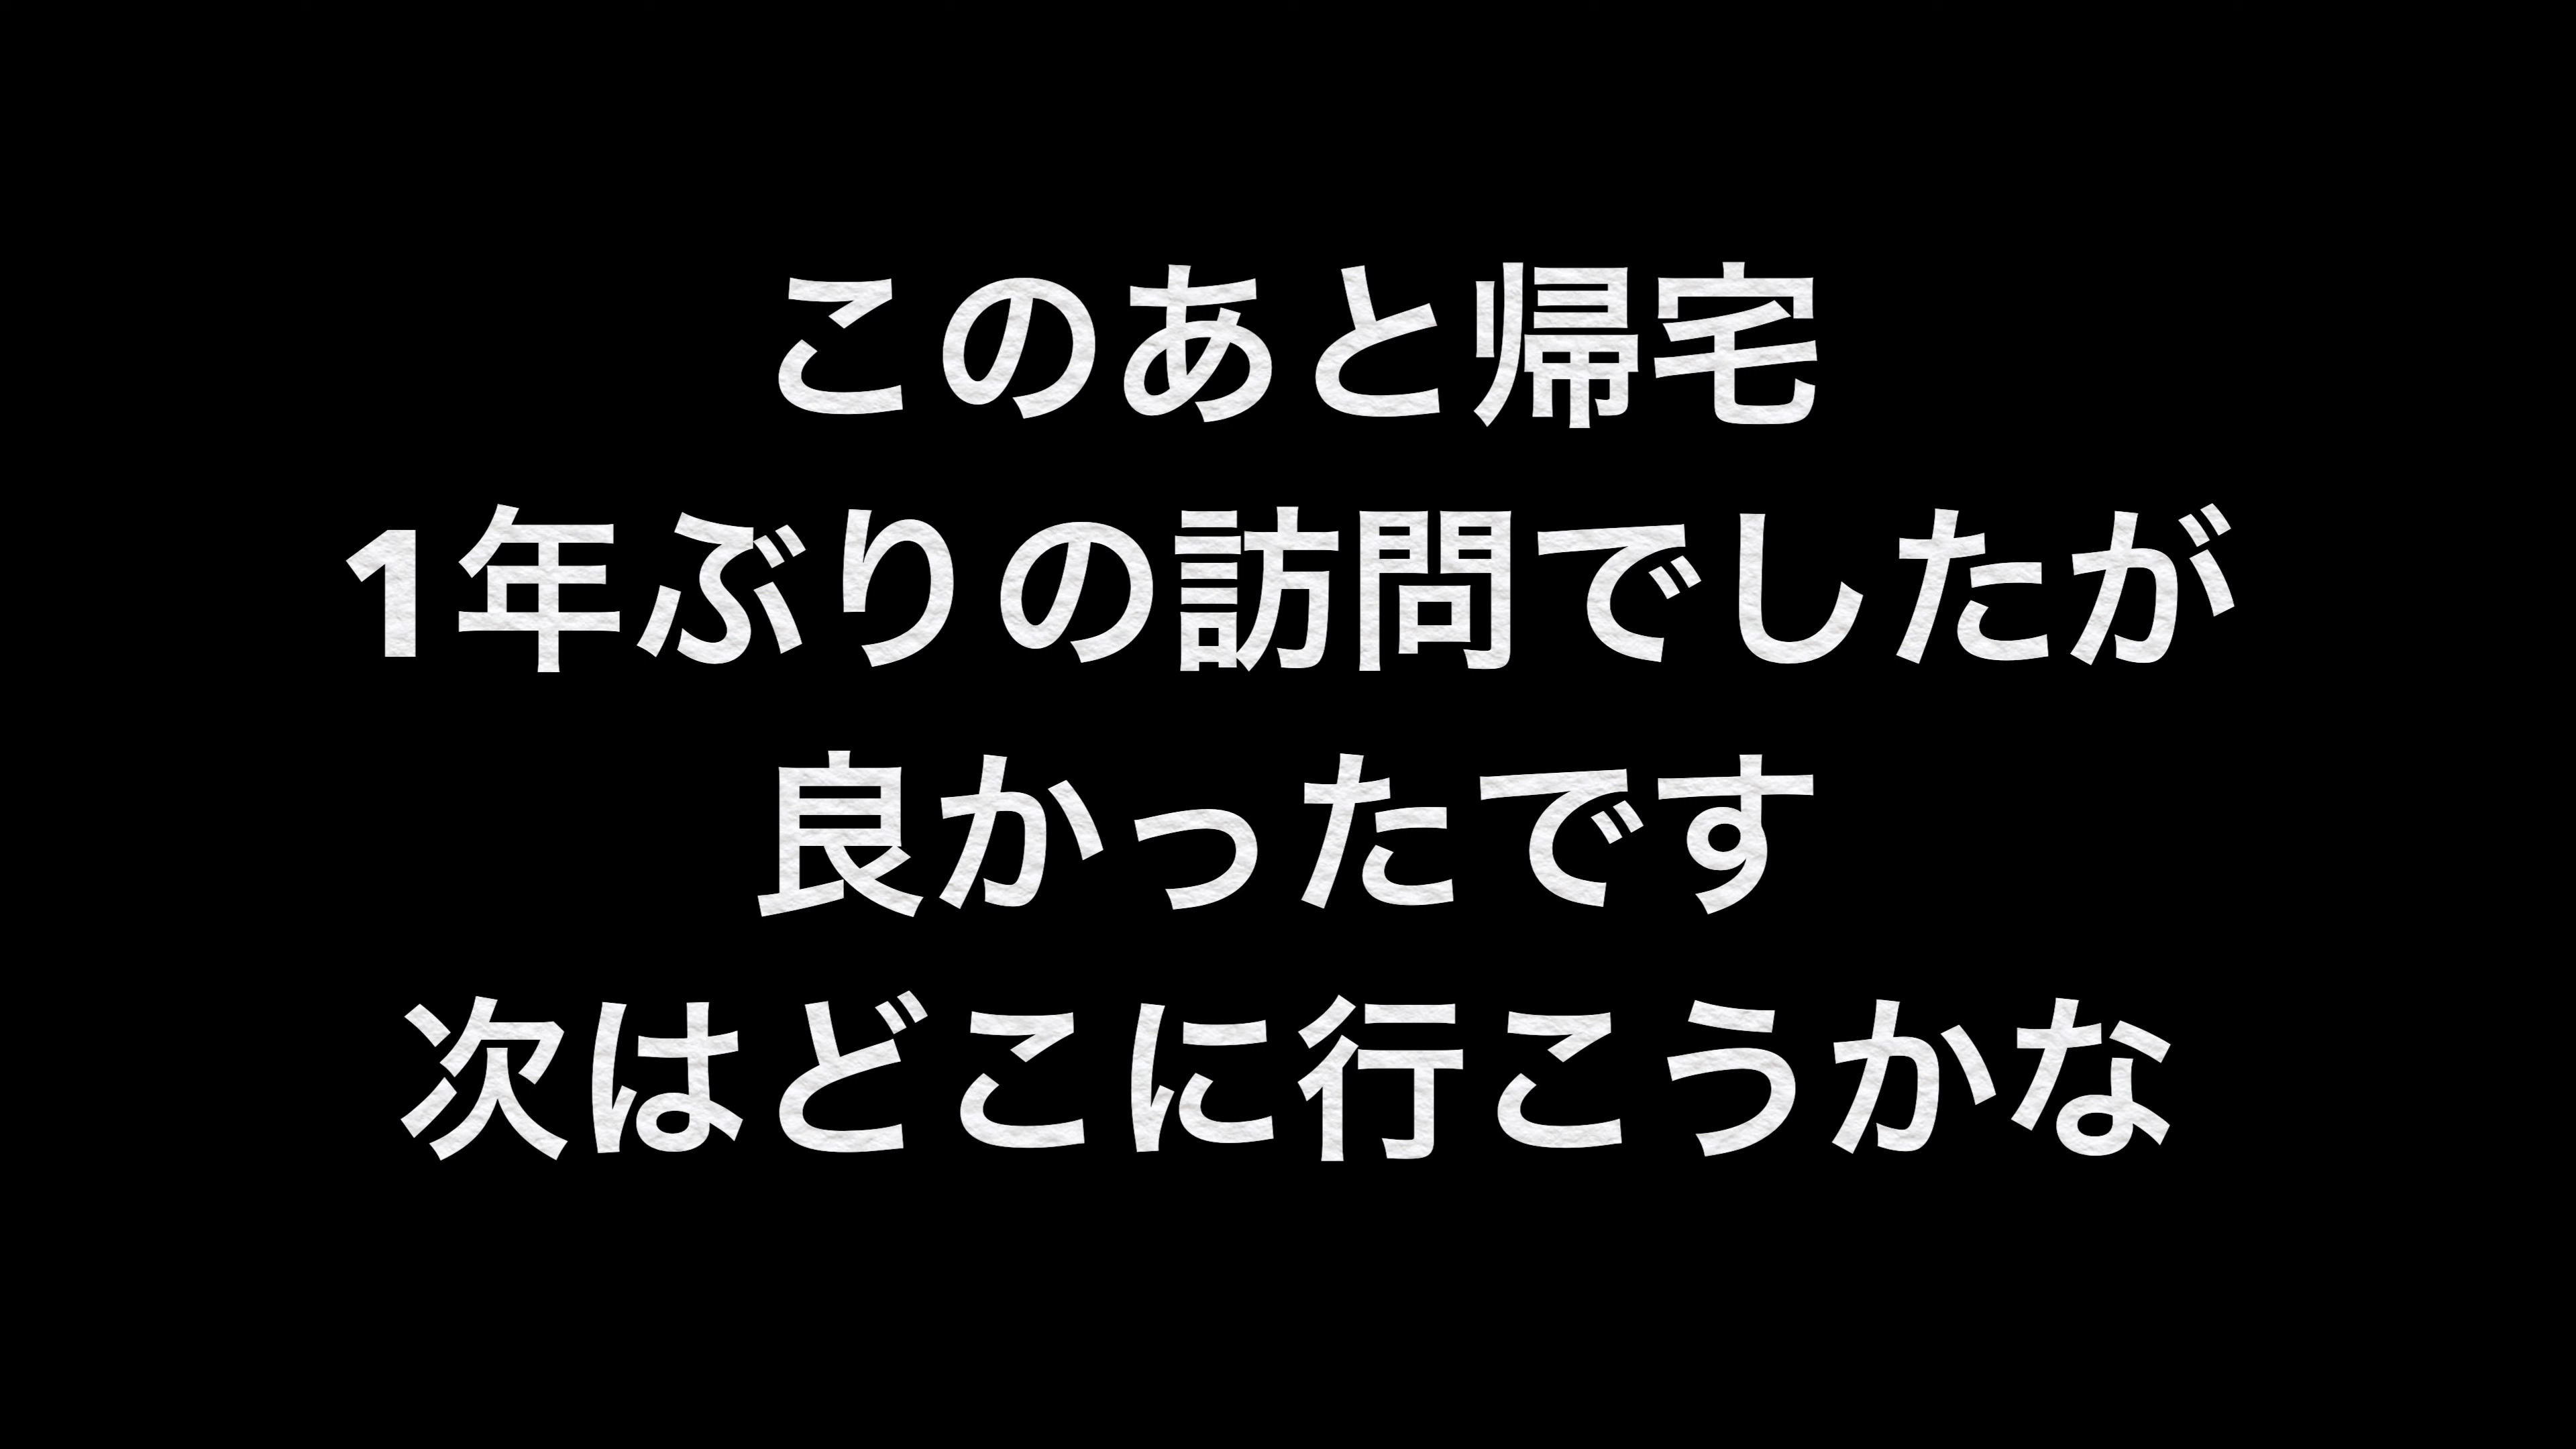 このあと帰宅
1年ぶりの訪問でしたが
良かったです
次はどこに行こうかな